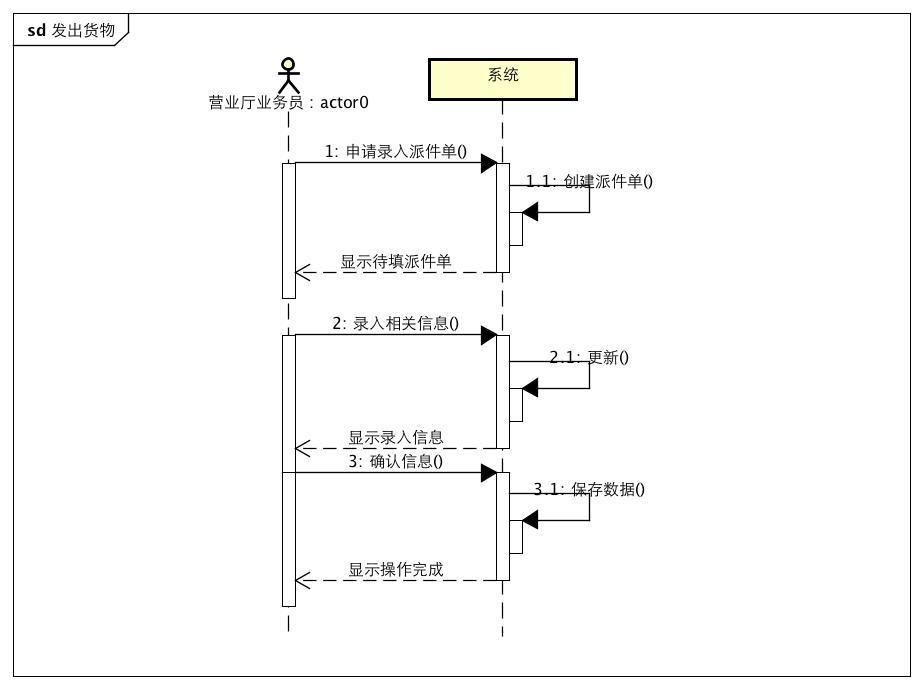 sd 发出货物
营业厅业务员 : actor0
系统
1: 申请录入派件单()
1.1: 创建派件单()
显示待填派件单
2: 录入相关信息()
2.1: 更新()
显示录入信息
3: 确认信息()
3.1: 保存数据()
显示操作完成